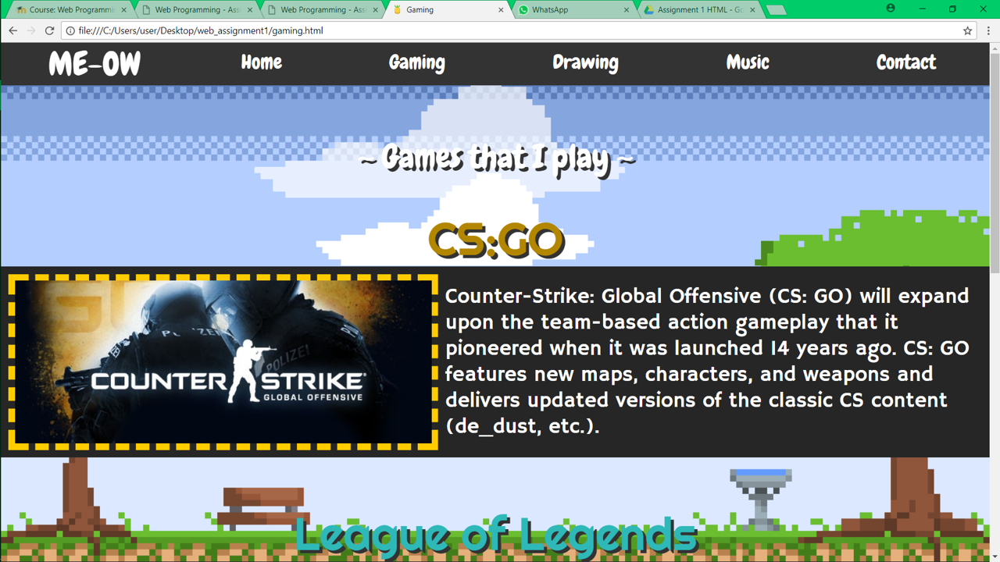 Course: Web Programmin
Web Programming - Assi
Web Programming - Assi
Gaming
WhatsApp
Assignment 1 HTML - Go
file:///C:/Users/user/Desktop/web_assignment1/gaming.html
ME-OW Home Gaming Drawing Music Contact
~ Games that I play ~
CS:GO
POLIZEI
COUNTER STRIKE
GLOBAL OFFENSIVE
Counter-Strike: Global Offensive (CS: GO) will expand
upon the team-based action gameplay that it
pioneered when it was launched 14 years ago. CS: GO
features new maps, characters, and weapons and
delivers updated versions of the classic CS content
(de_dust, etc.).
League of Legends